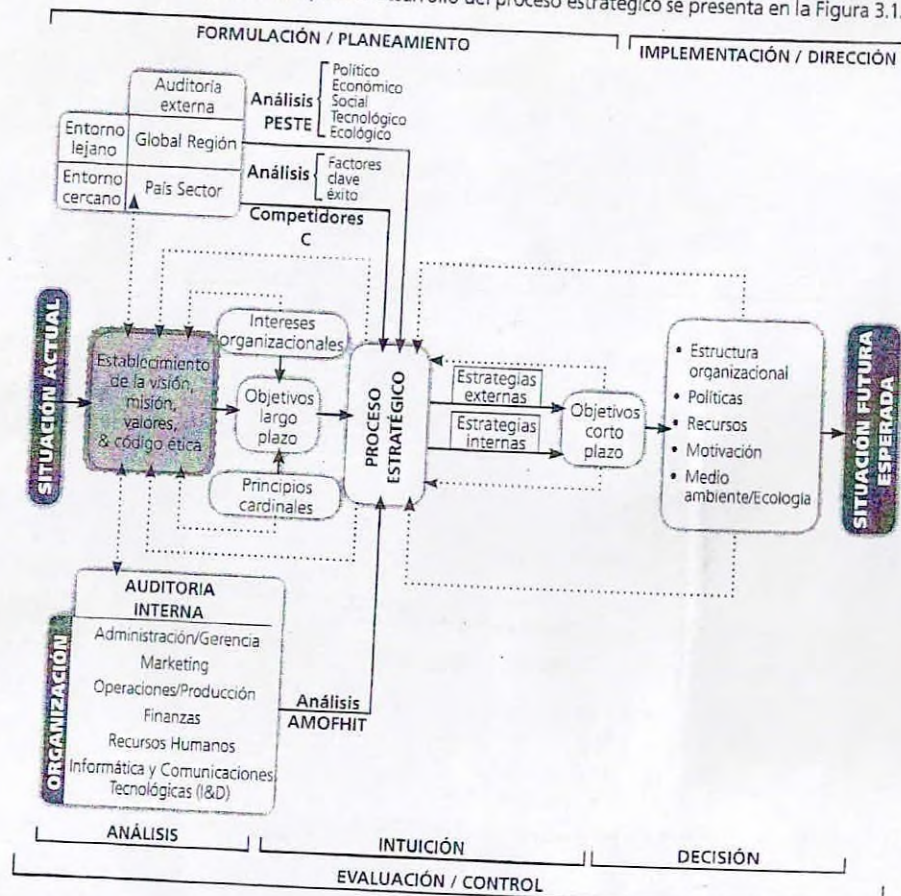 desarrollo del proceso estratégico se presenta en la Figura 3.1.
FORMULACIÓN / PLANEAMIENTO
IMPLEMENTACIÓN / DIRECCIÓN
Auditoría
externa
Entorno
lejano
Global Región
Entorno
cercano
País Sector
Análisis
PESTE
Político
Económico
Social
Tecnológico
Ecológico
Análisis
Factores
clave
éxito
Competidores
C
SITUACIÓN ACTUAL
Establecimiento
de la visión,
misión,
valores,
& código ética
Intereses
organizacionales
Objetivos
largo
plazo
Principios
cardinales
PROCESO
ESTRATÉGICO
Estrategias
externas
Estrategias
internas
Objetivos
corto
plazo
• Estructura
organizacional
• Políticas
• Recursos
• Motivación
• Medio
ambiente/Ecología
SITUACION FUTURA
ESPERADA
ORGANIZACIÓN
AUDITORIA
INTERNA
Administración/Gerencia
Marketing
Operaciones/Producción
Finanzas
Recursos Humanos
Informática y Comunicaciones
Tecnológicas (I&D)
Análisis
AMOFHIT
ANÁLISIS
INTUICIÓN
DECISIÓN
EVALUACIÓN / CONTROL